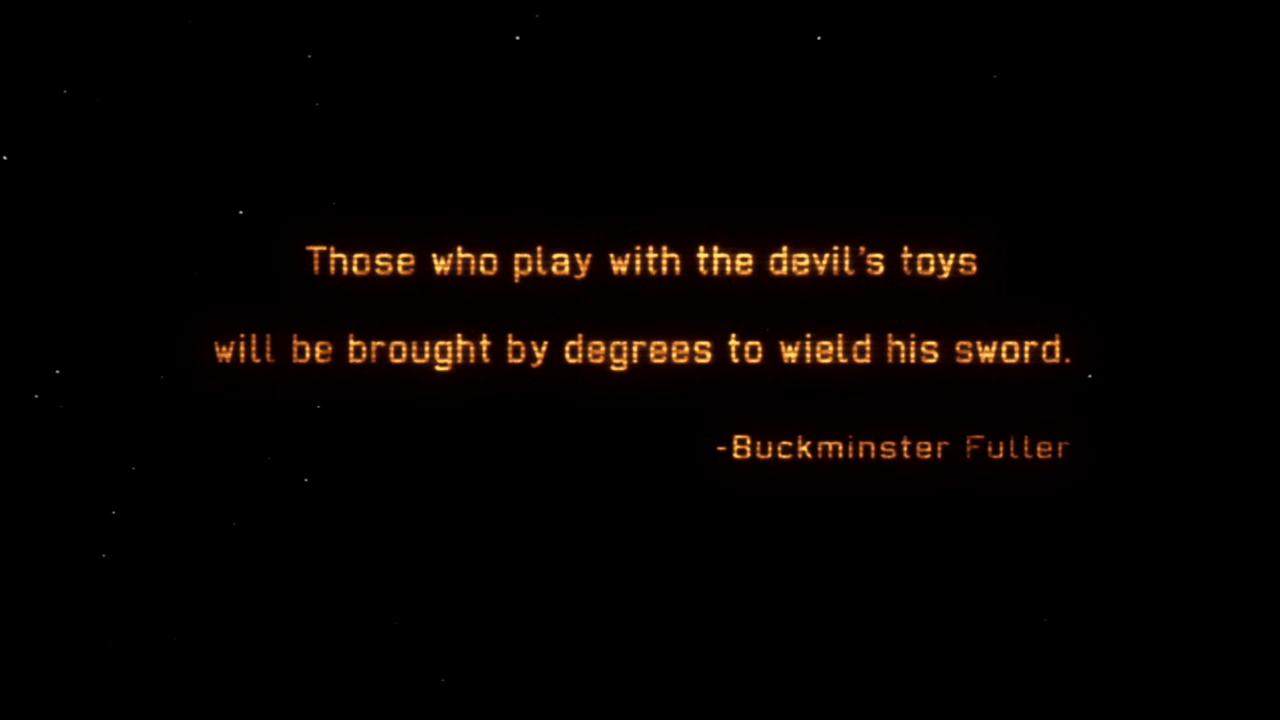 Those who play with the devil’s toys
will be brought by degrees to wield his sword.
-Buckminster Fuller